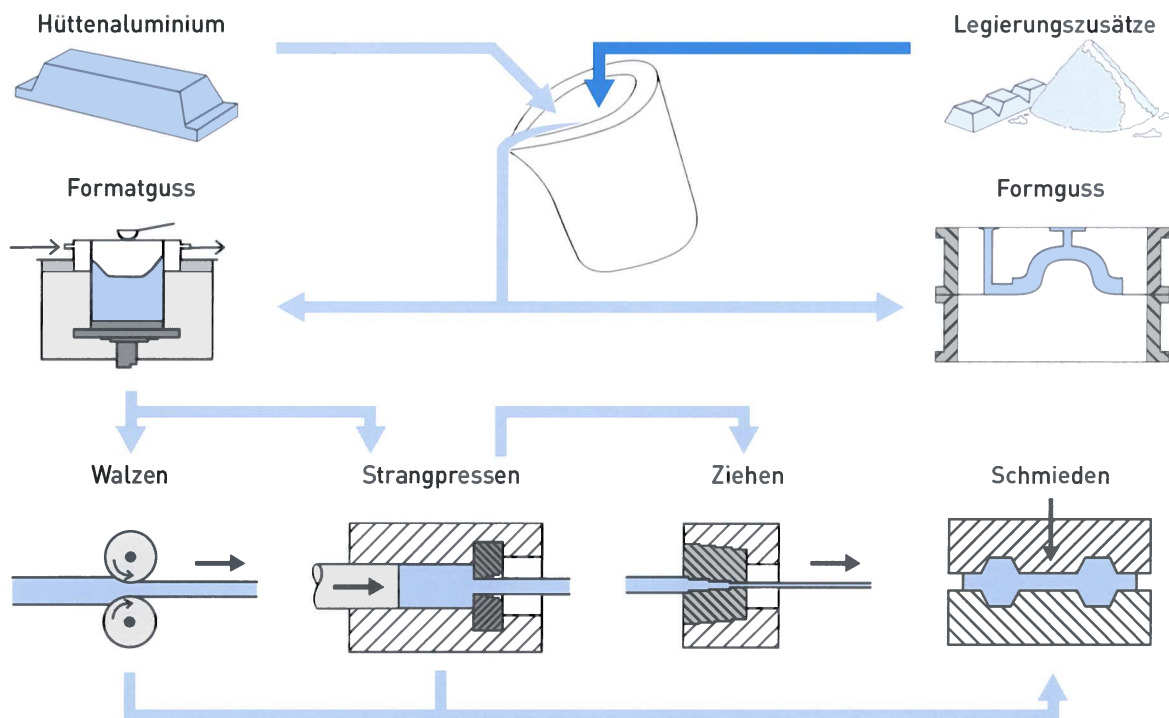 Hüttenaluminium
Legierungszusätze
Formatguss
Formguss
Walzen
Strangpressen
Ziehen
Schmieden